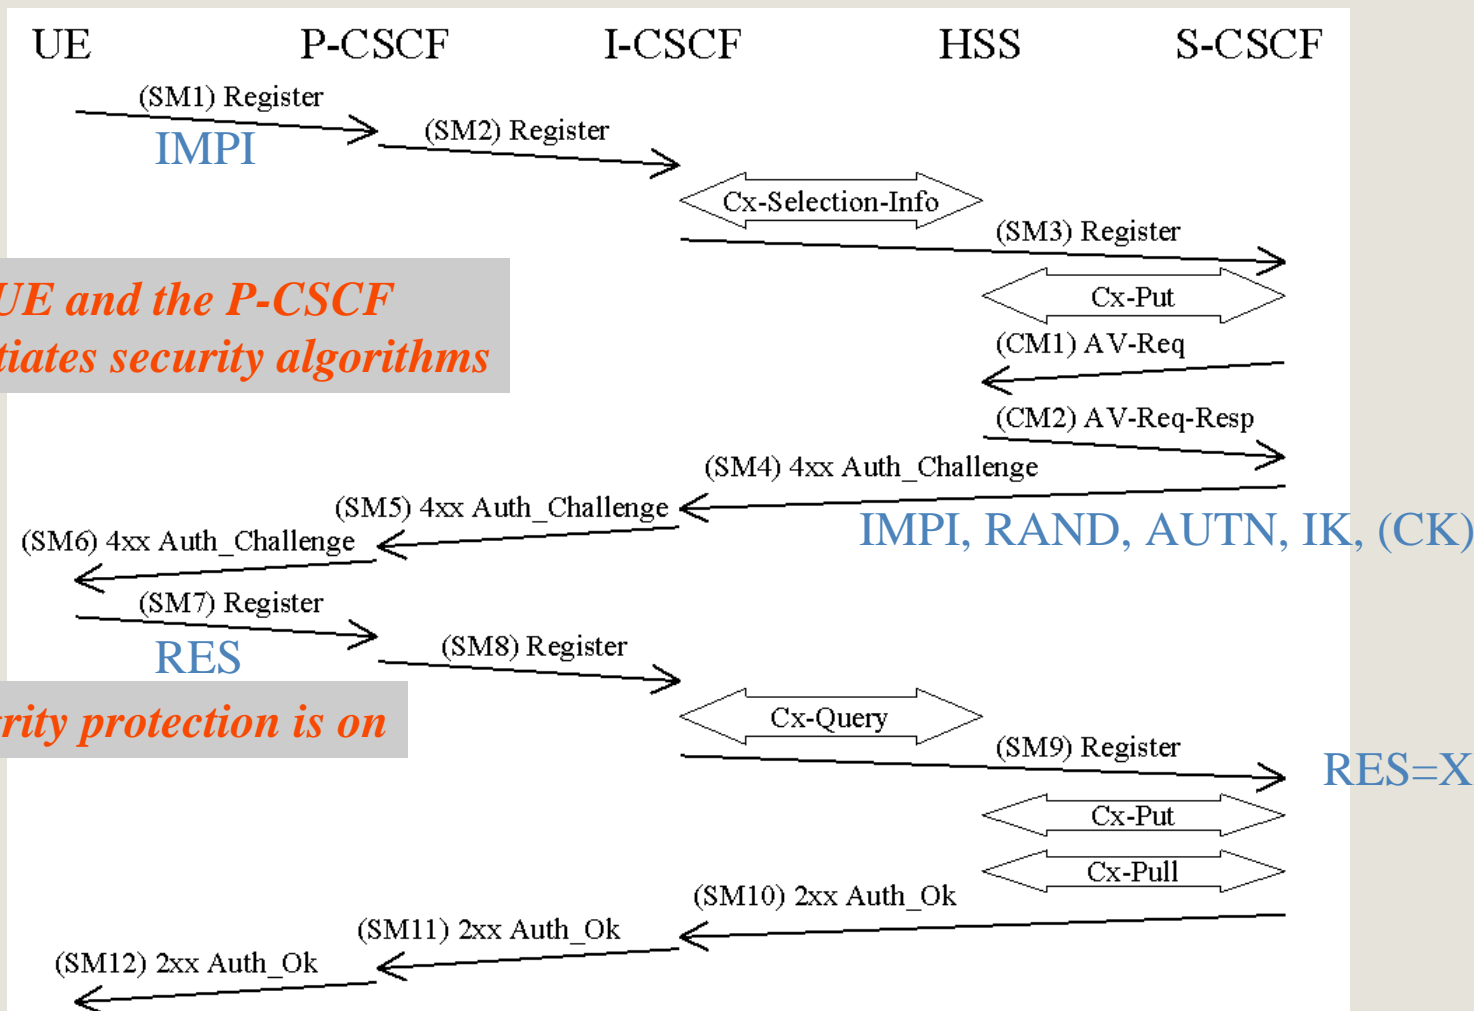 UE P-CSCF I-CSCF HSS S-CSCF
(SM1) Register
IMPI
(SM2) Register
Cx-Selection-Info
(SM3) Register
UE and the P-CSCF
tiates security algorithms
Cx-Put
(CM1) AV-Req
(CM2) AV-Req-Resp
(SM4) 4xx Auth_Challenge
(SM5) 4xx Auth_Challenge
IMPI, RAND, AUTN, IK, (CK)
(SM6) 4xx Auth_Challenge
(SM7) Register
RES
(SM8) Register
rity protection is on
Cx-Query
(SM9) Register
RES=X
Cx-Put
Cx-Pull
(SM10) 2xx Auth_Ok
(SM11) 2xx Auth_Ok
(SM12) 2xx Auth_Ok